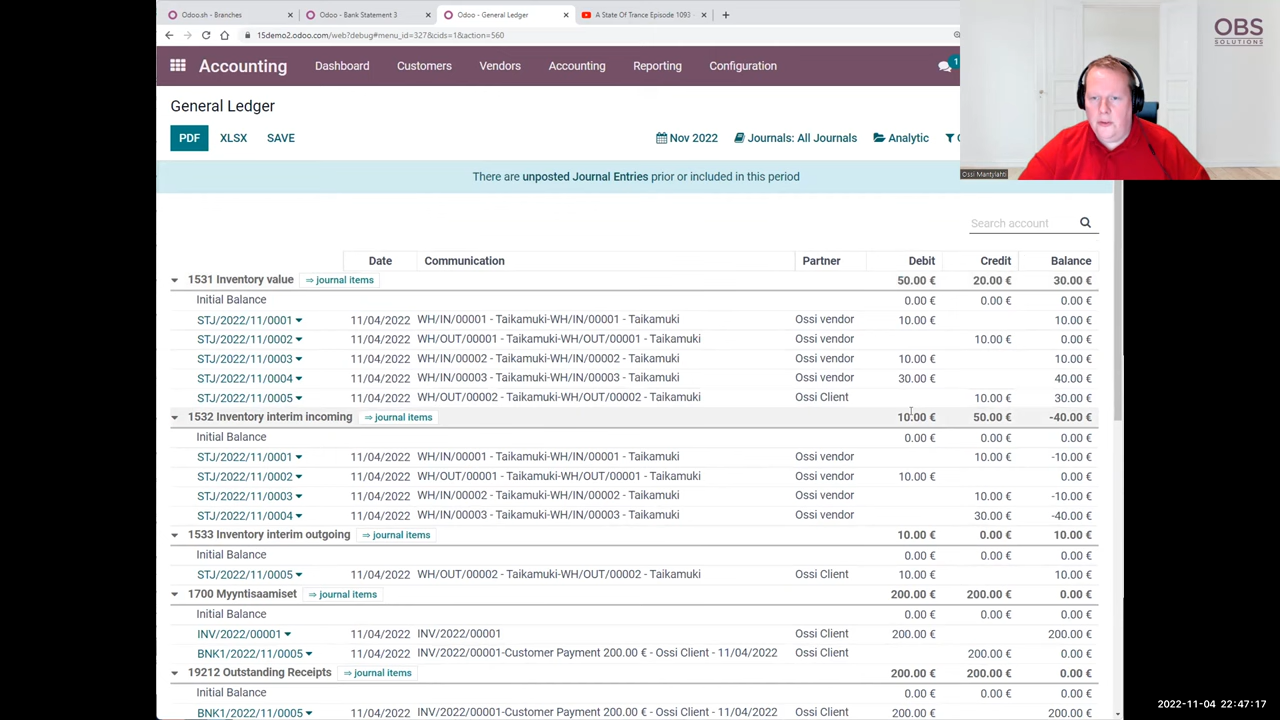 Odoo.sh - Branches
Odoo - Bank Statement 3
Odoo - General Ledger
A State Of Trance Episode 1093
15demo2.odoo.com/web?debug#menu_id=327&cids=1&action=560
OBS
SOLUTIONS
Accounting Dashboard Customers Vendors Accounting Reporting Configuration 1
General Ledger
PDF XLSX SAVE Nov 2022 Journals: All Journals Analytic
Ossi Mantylahti
There are unposted Journal Entries prior or included in this period
Search account
Date Communication Partner Debit Credit Balance
1531 Inventory value ⇒ journal items 50.00 € 20.00 € 30.00 €
Initial Balance 0.00 € 0.00 € 0.00 €
STJ/2022/11/0001 11/04/2022 WH/IN/00001 - Taikamuki-WH/IN/00001 - Taikamuki Ossi vendor 10.00 € 10.00 €
STJ/2022/11/0002 11/04/2022 WH/OUT/00001 - Taikamuki-WH/OUT/00001 - Taikamuki Ossi vendor 10.00 € 0.00 €
STJ/2022/11/0003 11/04/2022 WH/IN/00002 - Taikamuki-WH/IN/00002 - Taikamuki Ossi vendor 10.00 € 10.00 €
STJ/2022/11/0004 11/04/2022 WH/IN/00003 - Taikamuki-WH/IN/00003 - Taikamuki Ossi vendor 30.00 € 40.00 €
STJ/2022/11/0005 11/04/2022 WH/OUT/00002 - Taikamuki-WH/OUT/00002 - Taikamuki Ossi Client 10.00 € 30.00 €
1532 Inventory interim incoming ⇒ journal items 10.00 € 50.00 € -40.00 €
Initial Balance 0.00 € 0.00 € 0.00 €
STJ/2022/11/0001 11/04/2022 WH/IN/00001 - Taikamuki-WH/IN/00001 - Taikamuki Ossi vendor 10.00 € -10.00 €
STJ/2022/11/0002 11/04/2022 WH/OUT/00001 - Taikamuki-WH/OUT/00001 - Taikamuki Ossi vendor 10.00 € 0.00 €
STJ/2022/11/0003 11/04/2022 WH/IN/00002 - Taikamuki-WH/IN/00002 - Taikamuki Ossi vendor 10.00 € -10.00 €
STJ/2022/11/0004 11/04/2022 WH/IN/00003 - Taikamuki-WH/IN/00003 - Taikamuki Ossi vendor 30.00 € -40.00 €
1533 Inventory interim outgoing ⇒ journal items 10.00 € 0.00 € 10.00 €
Initial Balance 0.00 € 0.00 € 0.00 €
STJ/2022/11/0005 11/04/2022 WH/OUT/00002 - Taikamuki-WH/OUT/00002 - Taikamuki Ossi Client 10.00 € 10.00 €
1700 Myyntisaamiset ⇒ journal items 200.00 € 200.00 € 0.00 €
Initial Balance 0.00 € 0.00 € 0.00 €
INV/2022/00001 11/04/2022 INV/2022/00001 Ossi Client 200.00 € 200.00 €
BNK1/2022/11/0005 11/04/2022 INV/2022/00001-Customer Payment 200.00 € - Ossi Client - 11/04/2022 Ossi Client 200.00 € 0.00 €
19212 Outstanding Receipts ⇒ journal items 200.00 € 200.00 € 0.00 €
Initial Balance 0.00 € 0.00 € 0.00 €
BNK1/2022/11/0005 11/04/2022 INV/2022/00001-Customer Payment 200.00 € - Ossi Client - 11/04/2022 Ossi Client 200.00 € 200.00 €
2022-11-04 22:47:17